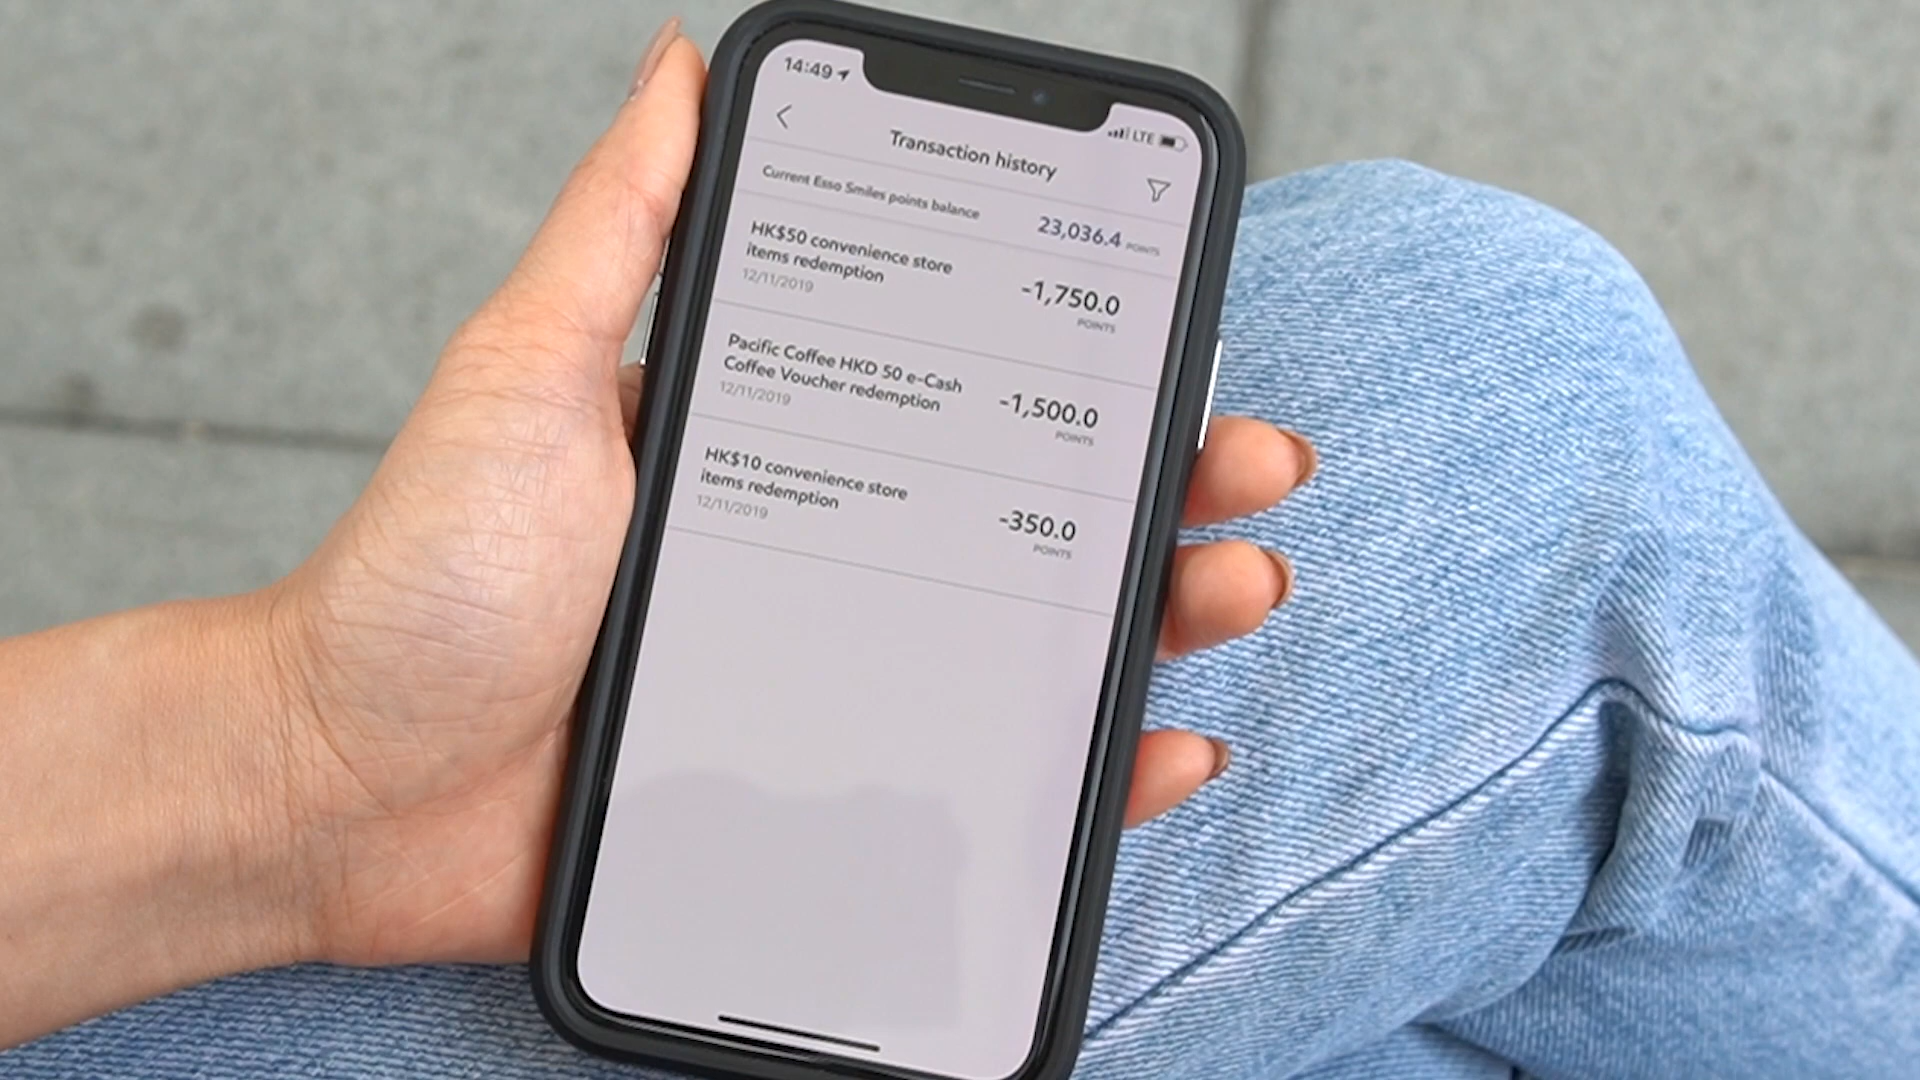 14:49
LTE
Transaction history
Current Esso Smiles points balance
23,036.4 POINTS
HK$50 convenience store
items redemption
12/11/2019
-1,750.0
POINTS
Pacific Coffee HKD 50 e-Cash
Coffee Voucher redemption
12/11/2019
-1,500.0
POINTS
HK$10 convenience store
items redemption
12/11/2019
-350.0
POINTS